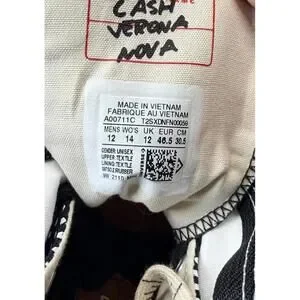 CASH
VERONA
NOVA
MADE IN VIETNAM
FABRIQUE AU VIETNAM
A00711C T2SXDNFN00059
MENS WO'S UK EUR CM
12 14 12 46.5 30.5
GENDER: UNISEX
UPPER: TEXTILE
LINING: TEXTILE